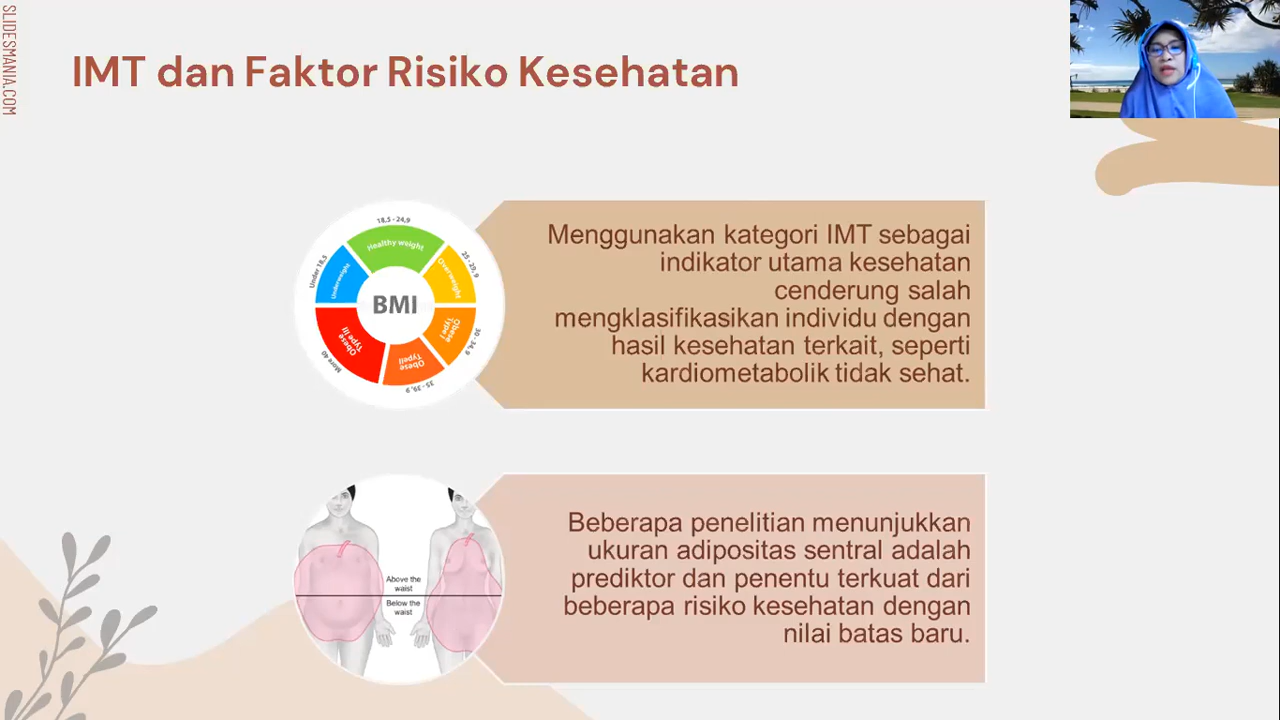 SLIDESMANIA.COM
IMT dan Faktor Risiko Kesehatan
18,5 - 24,9
Healthy weight
Under 18,5
Underweight
25 - 29, 9
Overweight
BMI
Obese
Type I
30 - 34, 9
Obese
TypeII
35 - 39,9
Obese
Type III
More 40
Menggunakan kategori IMT sebagai
indikator utama kesehatan
cenderung salah
mengklasifikasikan individu dengan
hasil kesehatan terkait, seperti
kardiometabolik tidak sehat.
Above the
waist
Below the
waist
Beberapa penelitian menunjukkan
ukuran adipositas sentral adalah
prediktor dan penentu terkuat dari
beberapa risiko kesehatan dengan
nilai batas baru.